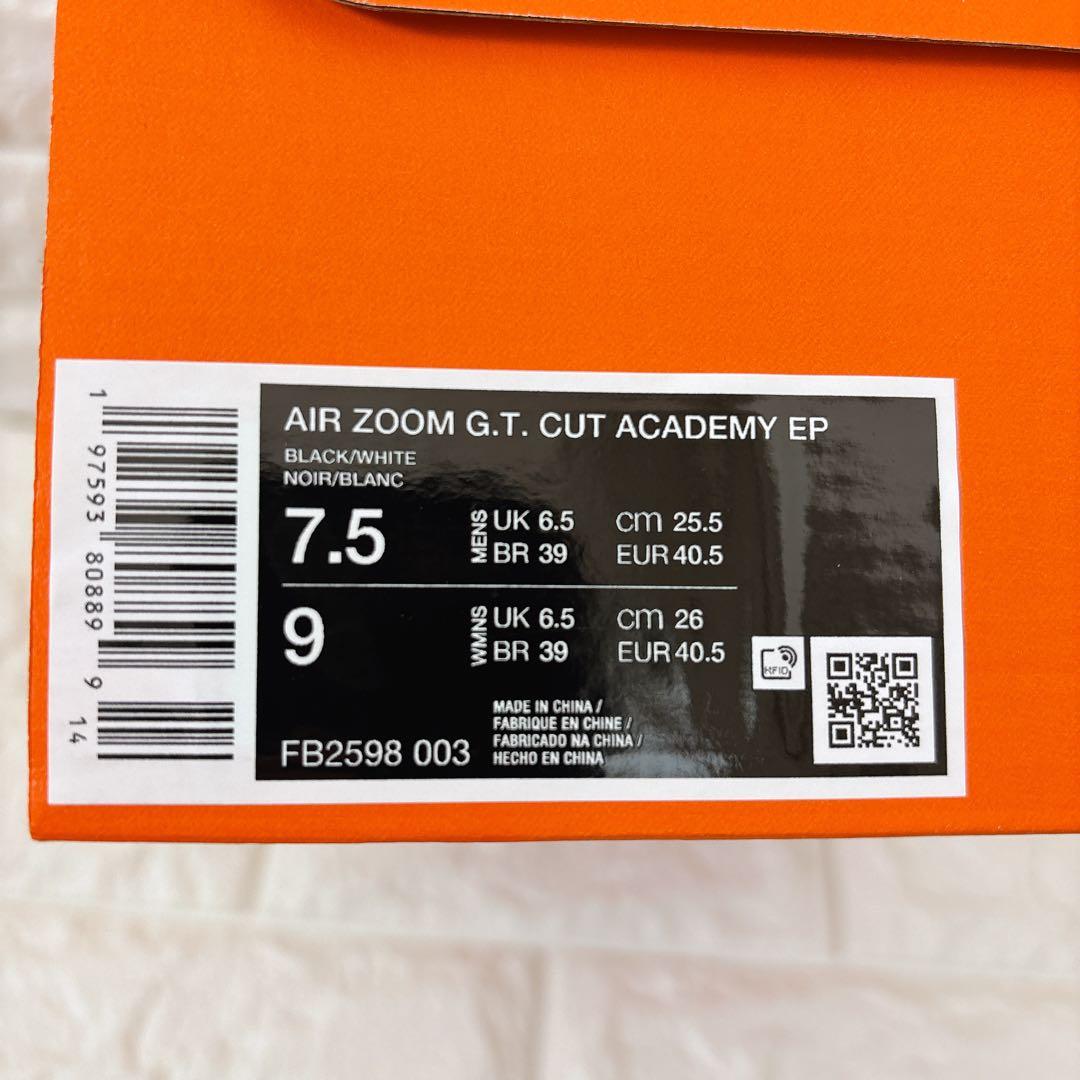 AIR ZOOM G.T. CUT ACADEMY EP
BLACK/WHITE
NOIR/BLANC
7.5 MENS UK 6.5 cm 25.5
BR 39 EUR 40.5
9 WMNS UK 6.5 cm 26
BR 39 EUR 40.5
RFID
MADE IN CHINA /
FABRIQUE EN CHINE /
FABRICADO NA CHINA /
HECHO EN CHINA
FB2598 003
1 97593 80889 9 14